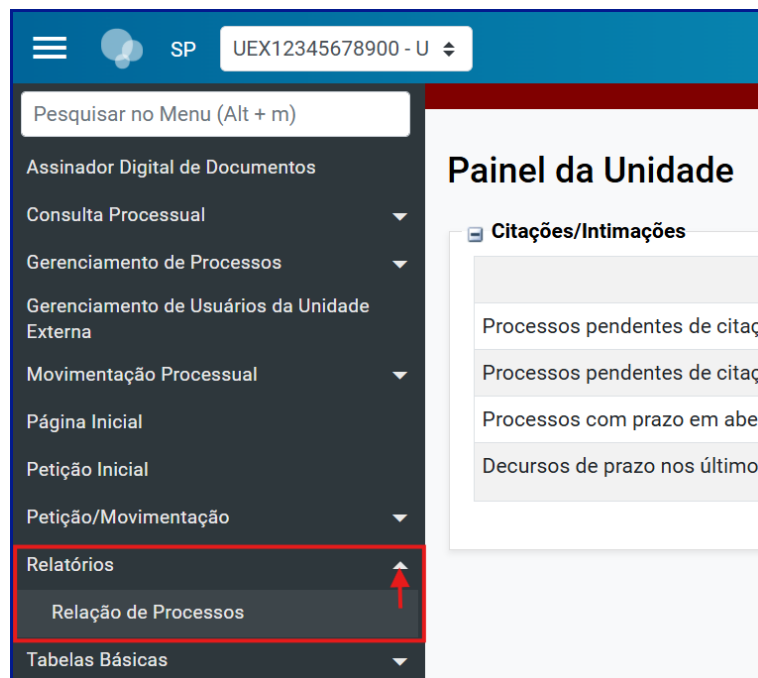 SP
UEX12345678900 - U
Pesquisar no Menu (Alt + m)
Assinador Digital de Documentos
Consulta Processual
Gerenciamento de Processos
Gerenciamento de Usuários da Unidade
Externa
Movimentação Processual
Página Inicial
Petição Inicial
Petição/Movimentação
Relatórios
Relação de Processos
Tabelas Básicas
Painel da Unidade
Citações/Intimações
Processos pendentes de citaç
Processos pendentes de citaç
Processos com prazo em abe
Decursos de prazo nos último